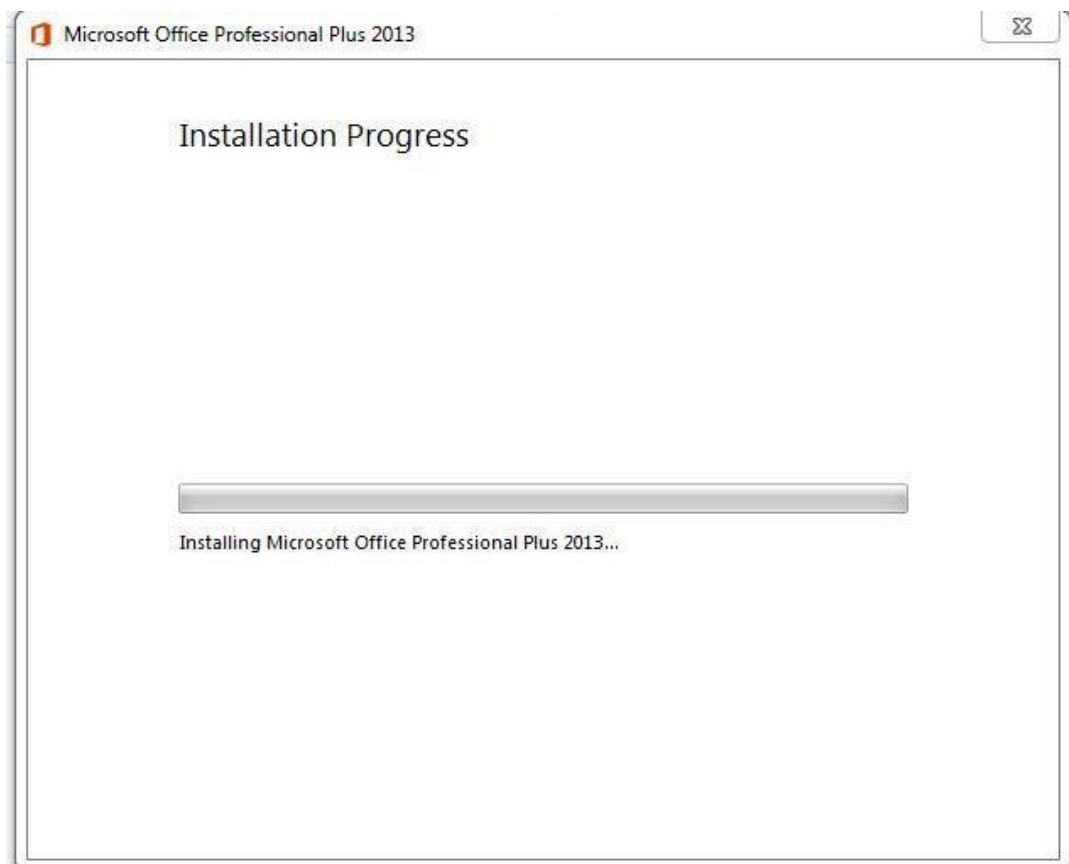 Microsoft Office Professional Plus 2013
Installation Progress
Installing Microsoft Office Professional Plus 2013...